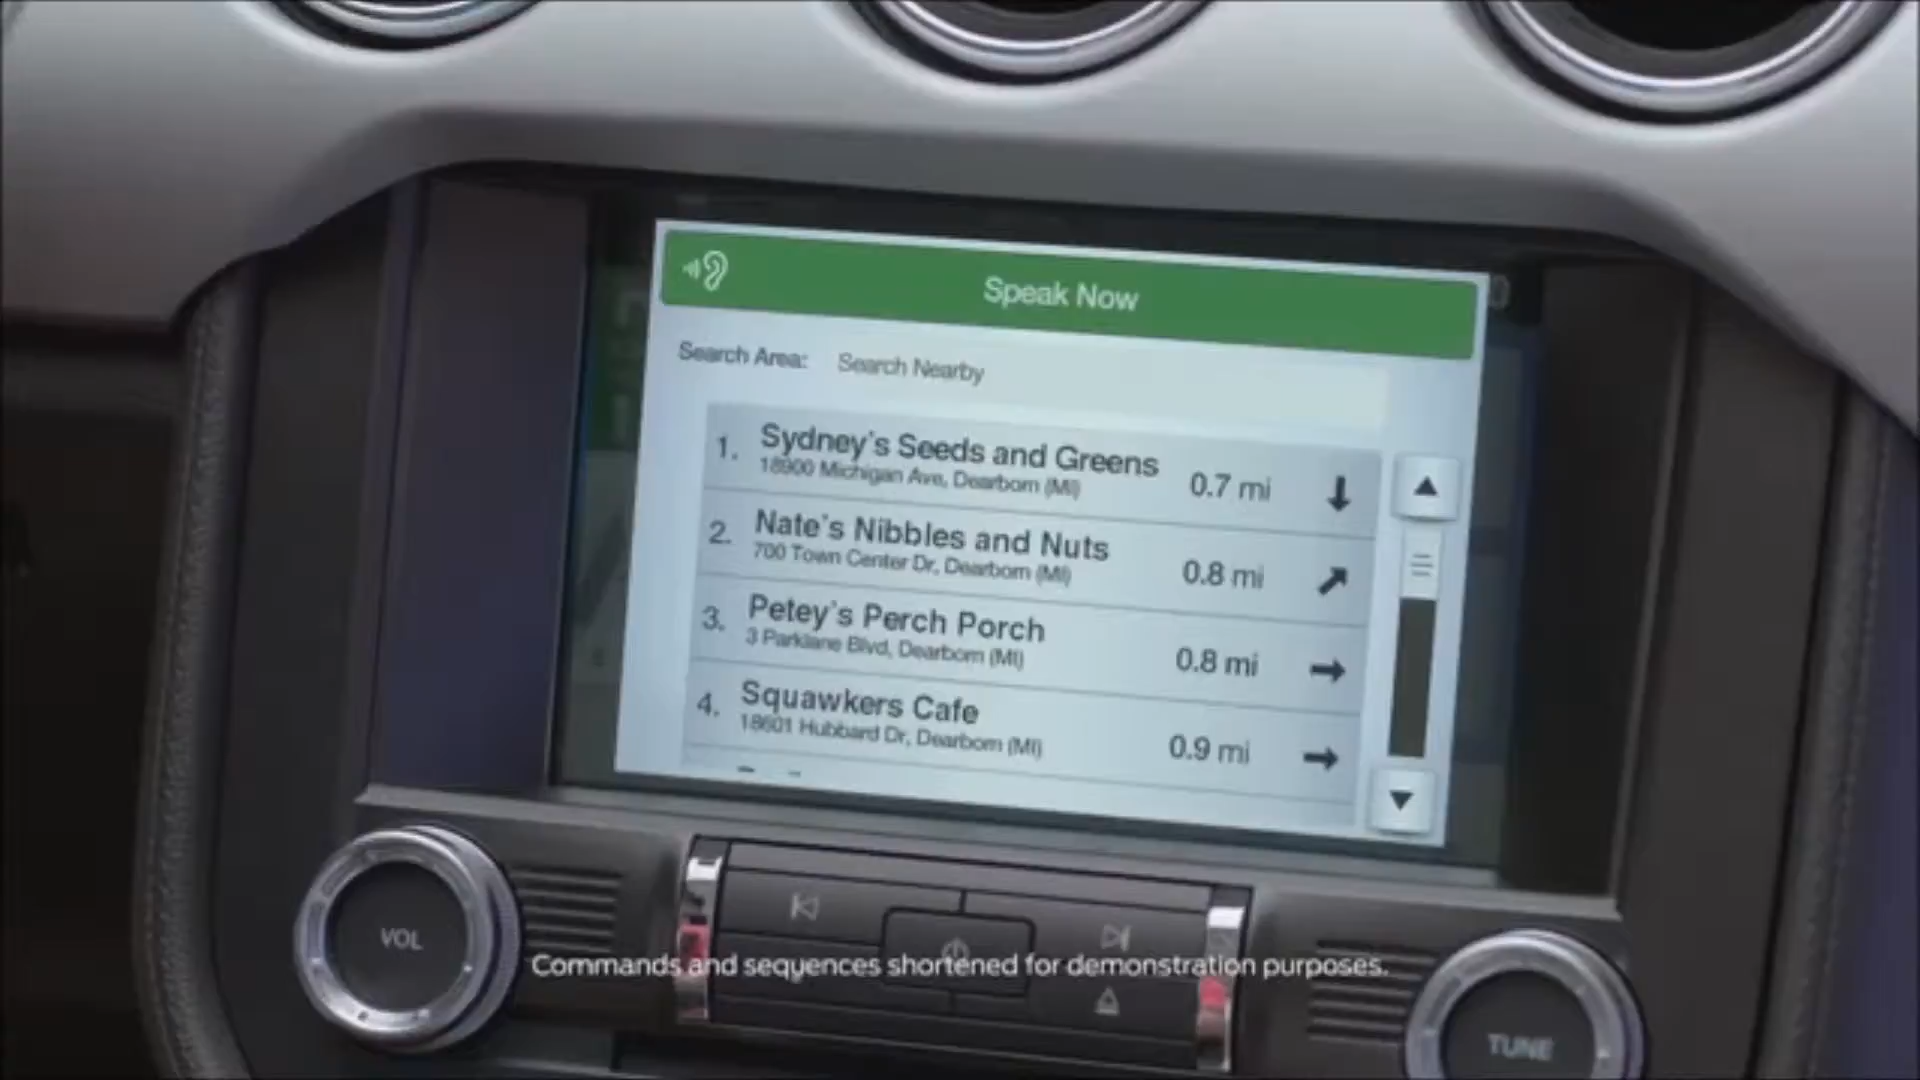 Speak Now
Search Area: Search Nearby
1. Sydney's Seeds and Greens 0.7 mi
18900 Michigan Ave, Dearborn (MI)
2. Nate's Nibbles and Nuts 0.8 mi
700 Town Center Dr, Dearborn (MI)
3. Petey's Perch Porch 0.8 mi
3 Parklane Blvd, Dearborn (MI)
4. Squawkers Cafe 0.9 mi
18601 Hubbard Dr, Dearborn (MI)
VOL
Commands and sequences shortened for demonstration purposes.
TUNE